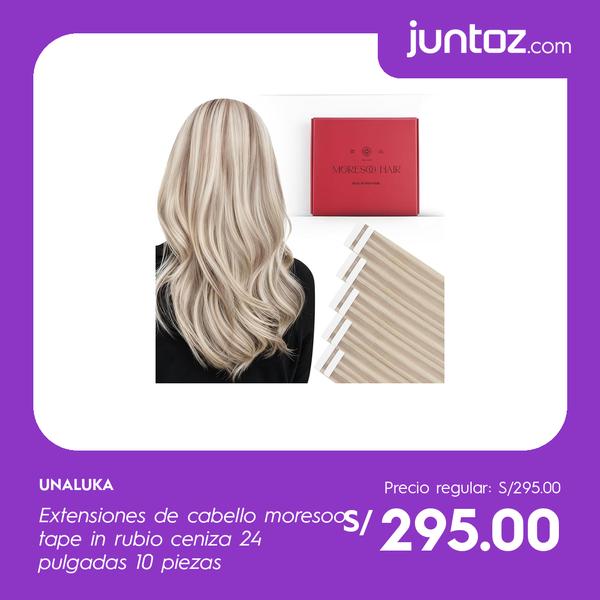 juntoz.com
MORESOO HAIR
UNALUKA
Precio regular: S/295.00
Extensiones de cabello moresoo
S/ 295.00
tape in rubio ceniza 24
pulgadas 10 piezas